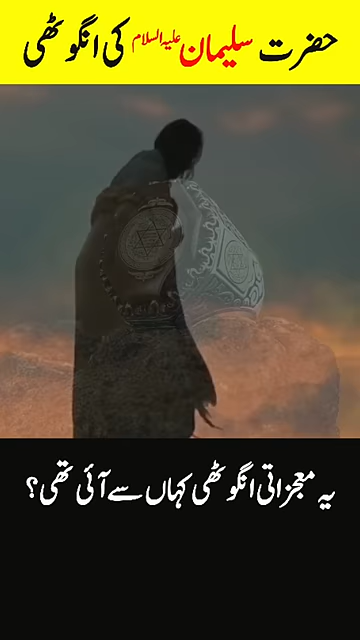 حضرت سلیمان علیہ السلام کی انگوٹھی
یہ معجزاتی انگوٹھی کہاں سے آئی تھی؟